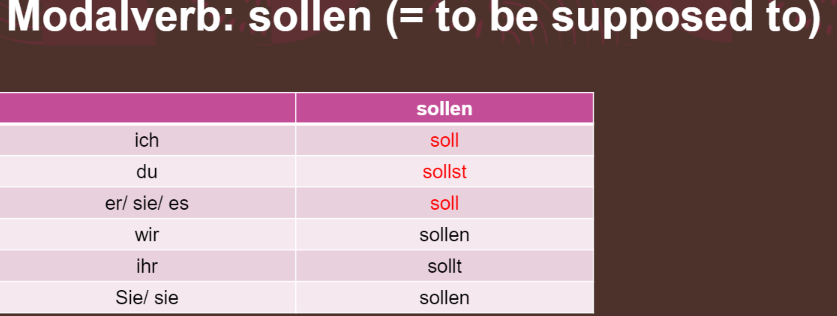 Modalverb: sollen (= to be supposed to)
sollen
ich soll
du sollst
er/ sie/ es soll
wir sollen
ihr sollt
Sie/ sie sollen